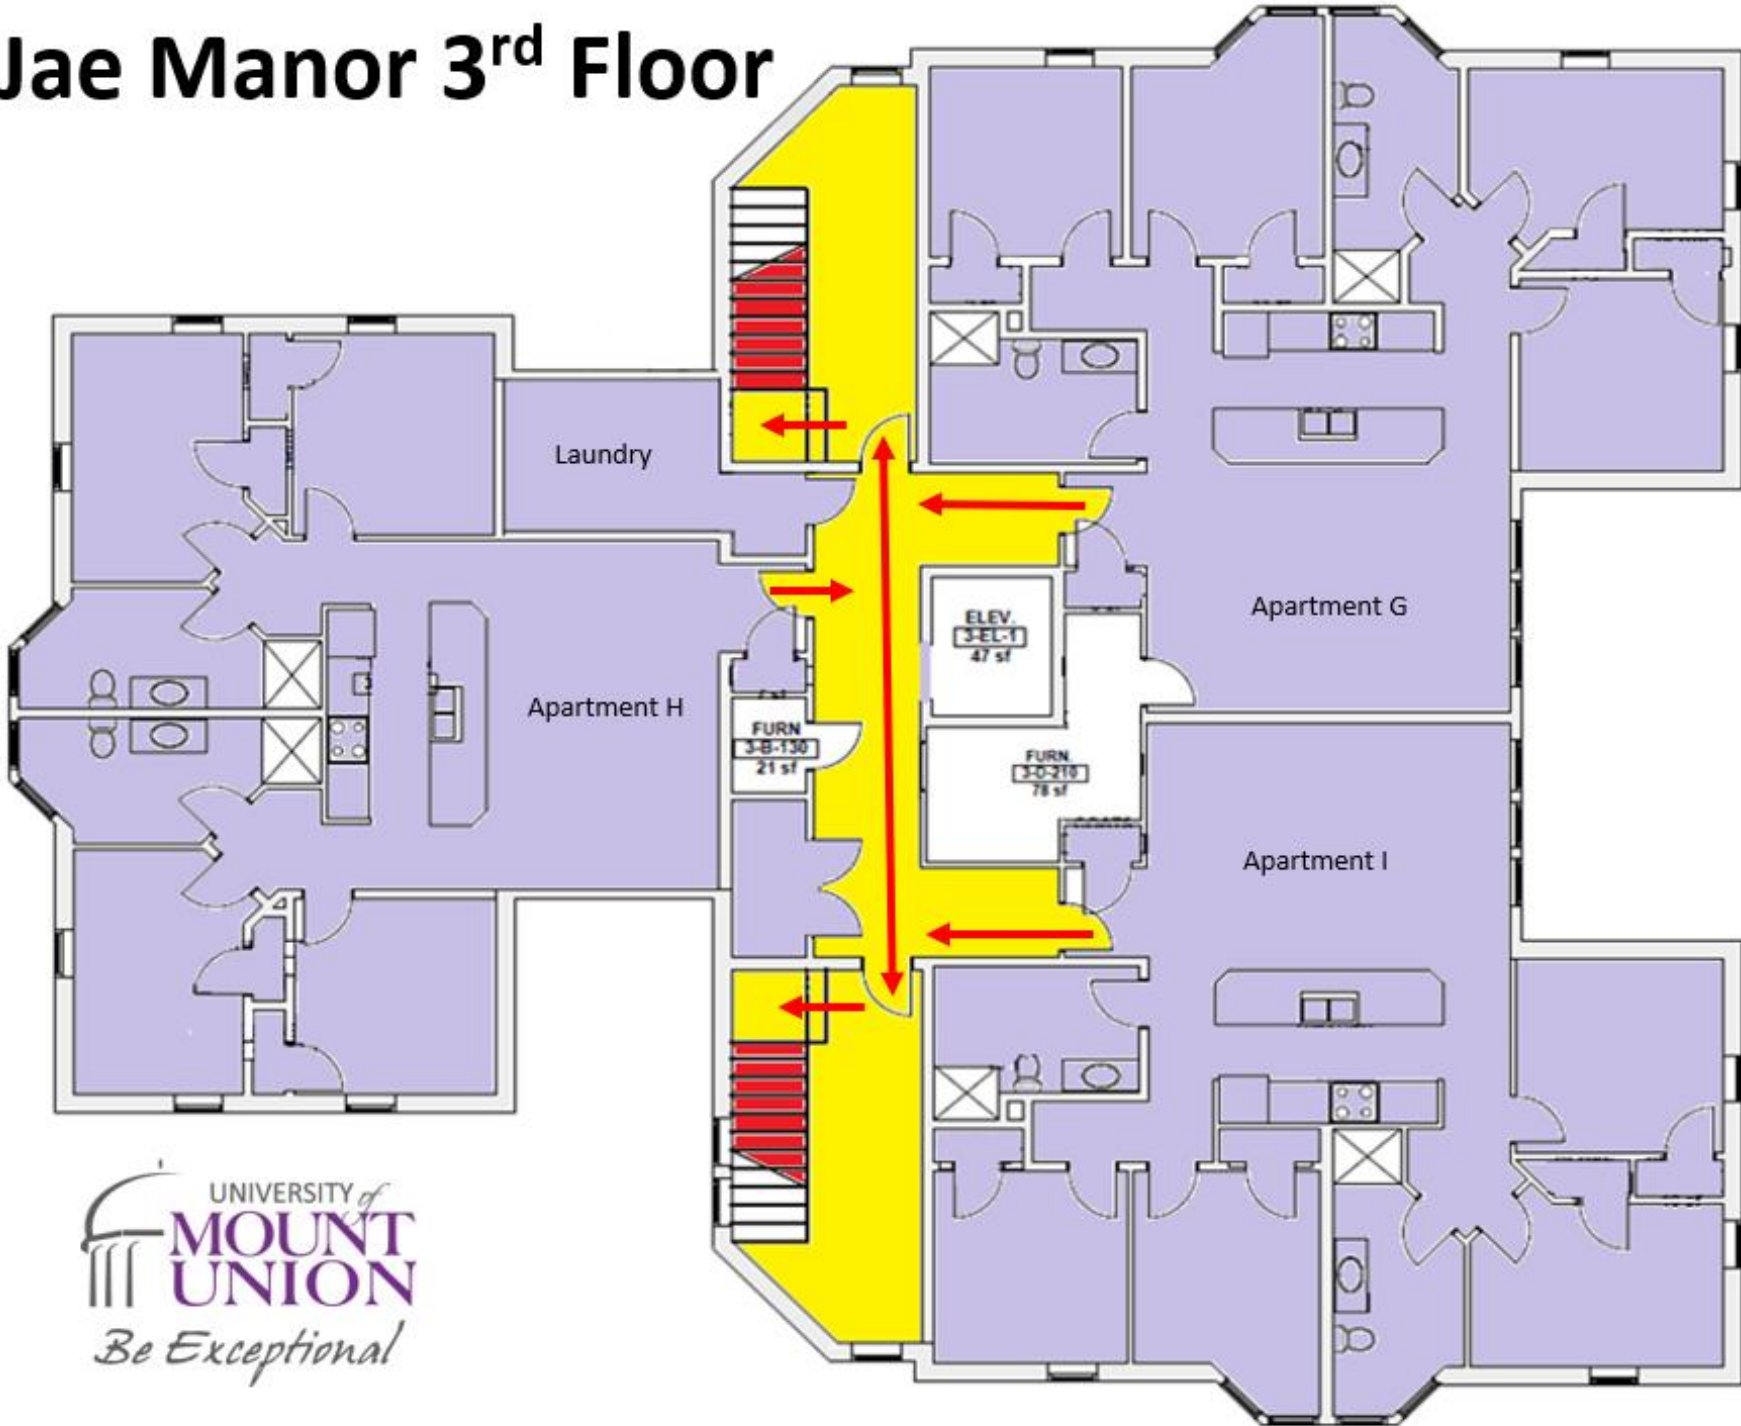 Jae Manor 3rd Floor
Laundry
Apartment G
ELEV.
3-EL-1
47 sf
Apartment H
FURN
3-B-130
21 sf
FURN.
3-D-210
78 sf
COATS
Apartment I
UNIVERSITY of
MOUNT
UNION
Be Exceptional